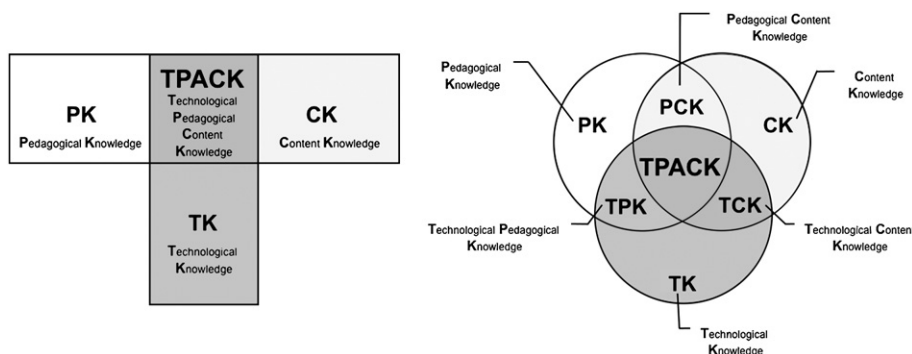 TPACK
Technological
Pedagogical
Content
Knowledge
PK
Pedagogical Knowledge
CK
Content Knowledge
TK
Technological
Knowledge
Pedagogical Content
Knowledge
Pedagogical
Knowledge
Content
Knowledge
PCK
PK
CK
TPACK
TPK
TCK
Technological Pedagogical
Knowledge
Technological Conten
Knowledge
TK
Technological
Knowledge